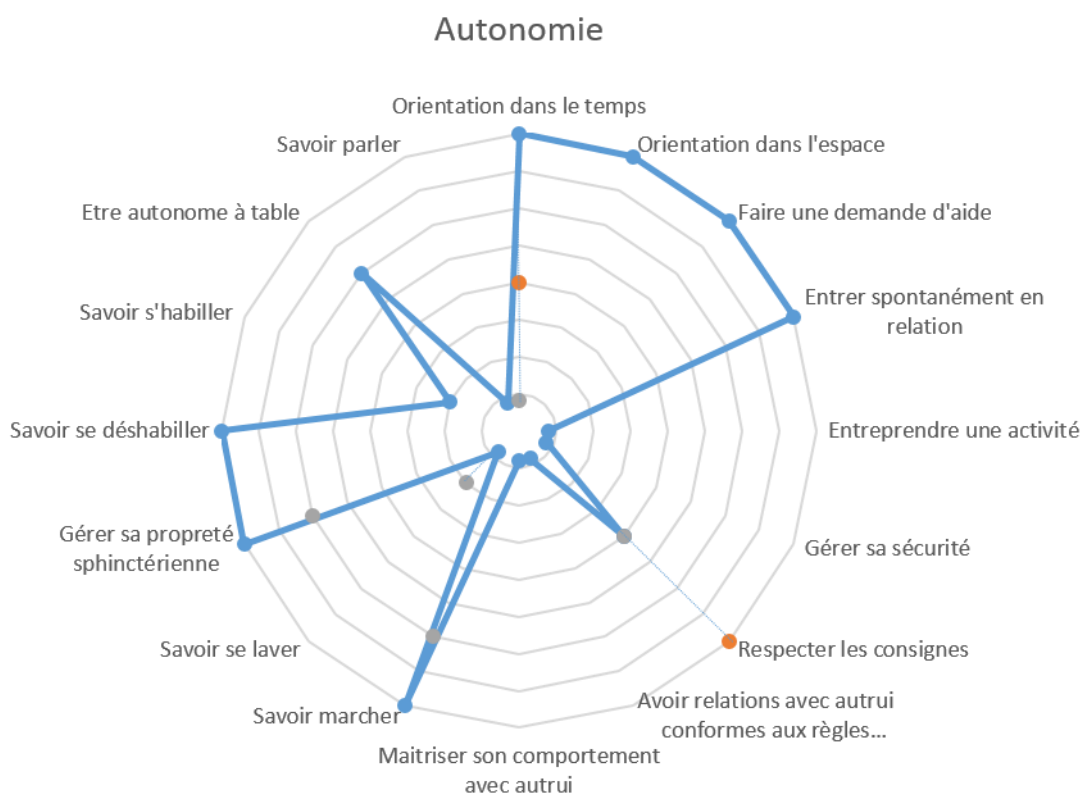 Autonomie
Orientation dans le temps
Orientation dans l'espace
Faire une demande d'aide
Entrer spontanément en
relation
Entreprendre une activité
Gérer sa sécurité
Respecter les consignes
Avoir relations avec autrui
conformes aux règles...
Maitriser son comportement
avec autrui
Savoir marcher
Savoir se laver
Gérer sa propreté
sphinctérienne
Savoir se déshabiller
Savoir s'habiller
Etre autonome à table
Savoir parler